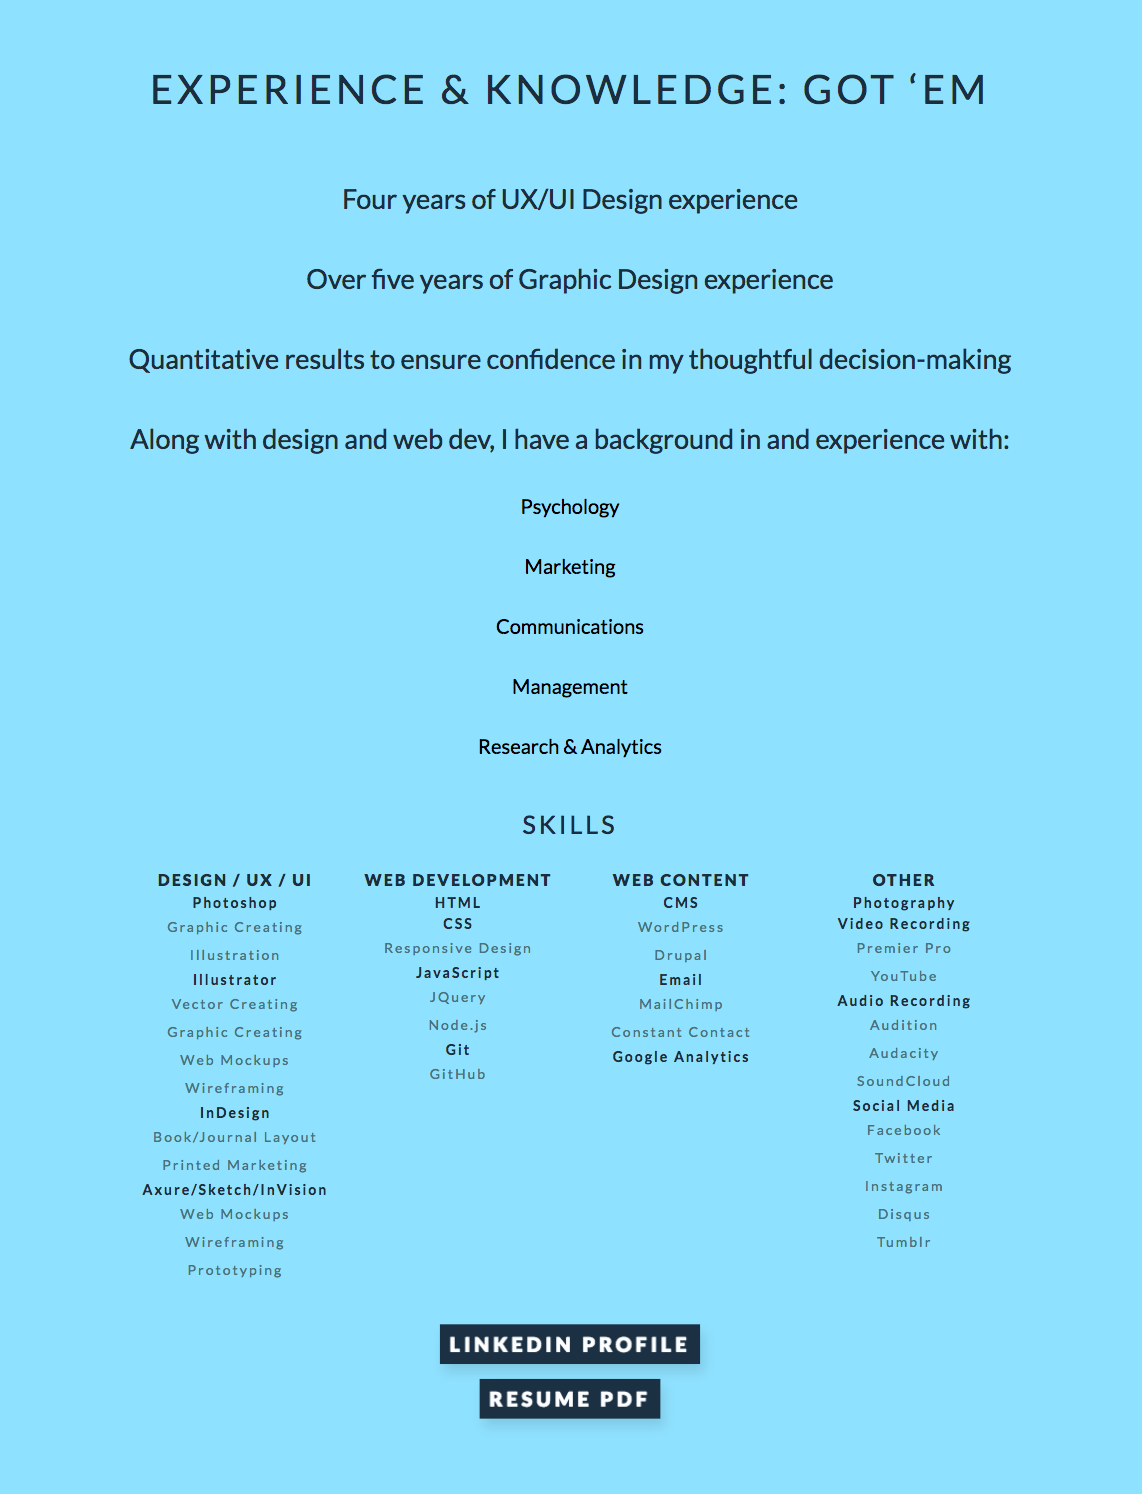 EXPERIENCE & KNOWLEDGE: GOT ‘EM
Four years of UX/UI Design experience
Over five years of Graphic Design experience
Quantitative results to ensure confidence in my thoughtful decision-making
Along with design and web dev, I have a background in and experience with:
Psychology
Marketing
Communications
Management
Research & Analytics
SKILLS
DESIGN / UX / UI
Photoshop
Graphic Creating
Illustration
Illustrator
Vector Creating
Graphic Creating
Web Mockups
Wireframing
InDesign
Book/Journal Layout
Printed Marketing
Axure/Sketch/InVision
Web Mockups
Wireframing
Prototyping
WEB DEVELOPMENT
HTML
CSS
Responsive Design
JavaScript
JQuery
Node.js
Git
GitHub
WEB CONTENT
CMS
WordPress
Drupal
Email
MailChimp
Constant Contact
Google Analytics
OTHER
Photography
Video Recording
Premier Pro
YouTube
Audio Recording
Audition
Audacity
SoundCloud
Social Media
Facebook
Twitter
Instagram
Disqus
Tumblr
LINKEDIN PROFILE
RESUME PDF